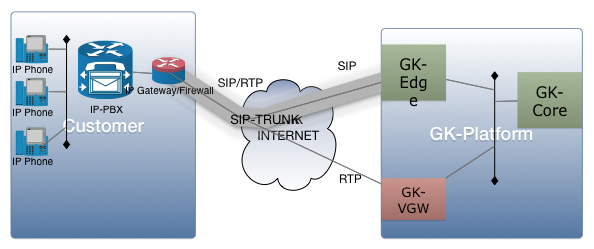 IP Phone
IP Phone
IP Phone
IP-PBX
IP Gateway/Firewall
Customer
SIP/RTP
SIP
SIP-TRUNK
INTERNET
RTP
GK-
Edg
e
GK-
Core
GK-Platform
GK-
VGW